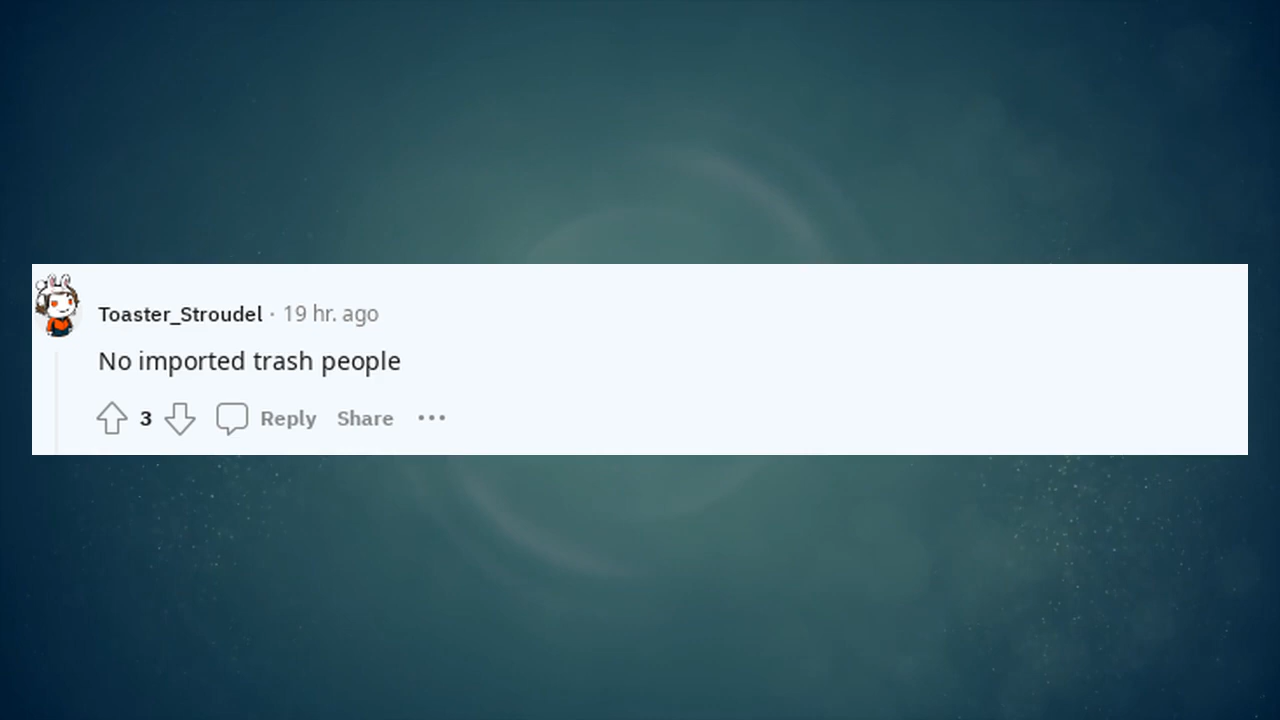 Toaster_Stroudel · 19 hr. ago
No imported trash people
3 Reply Share ···